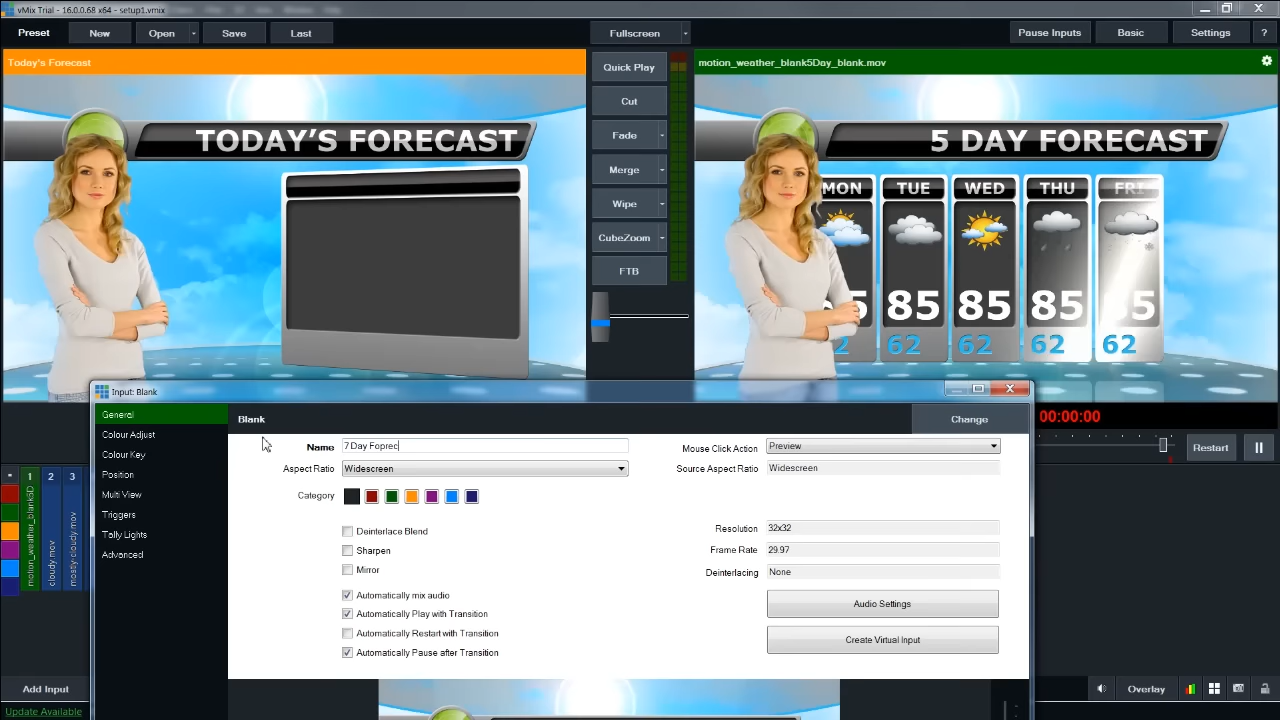 vMix Trial - 16.0.0.68 x64 - setup1.vmix
Preset New Open Save Last Fullscreen Pause Inputs Basic Settings ?
Today's Forecast
motion_weather_blank5Day_blank.mov
Quick Play
Cut
Fade
Merge
Wipe
CubeZoom
FTB
TODAY'S FORECAST
5 DAY FORECAST
MON TUE WED THU FRI
85 85 85 85
62 62 62 62
00:00:00
Restart
Input: Blank
General
Colour Adjust
Colour Key
Position
Multi View
Triggers
Tally Lights
Advanced
Blank
Change
Name 7 Day Foprec
Aspect Ratio Widescreen
Category
Deinterlace Blend
Sharpen
Mirror
Automatically mix audio
Automatically Play with Transition
Automatically Restart with Transition
Automatically Pause after Transition
Mouse Click Action Preview
Source Aspect Ratio Widescreen
Resolution 32x32
Frame Rate 29.97
Deinterlacing None
Audio Settings
Create Virtual Input
1 2 3
motion_weather_blank5D
cloudy.mov
mostly-cloudy.mov
Add Input
Overlay
Update Available